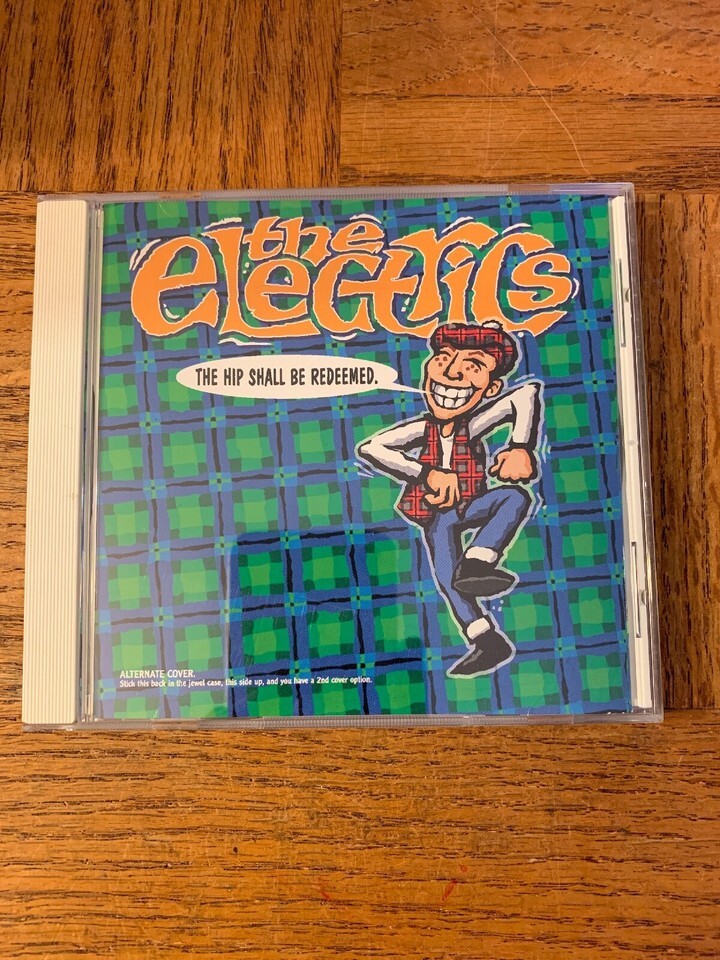 the
electrics
THE HIP SHALL BE REDEEMED.
ALTERNATE COVER.
Stick this back in the jewel case, this side up, and you have a 2nd cover option.